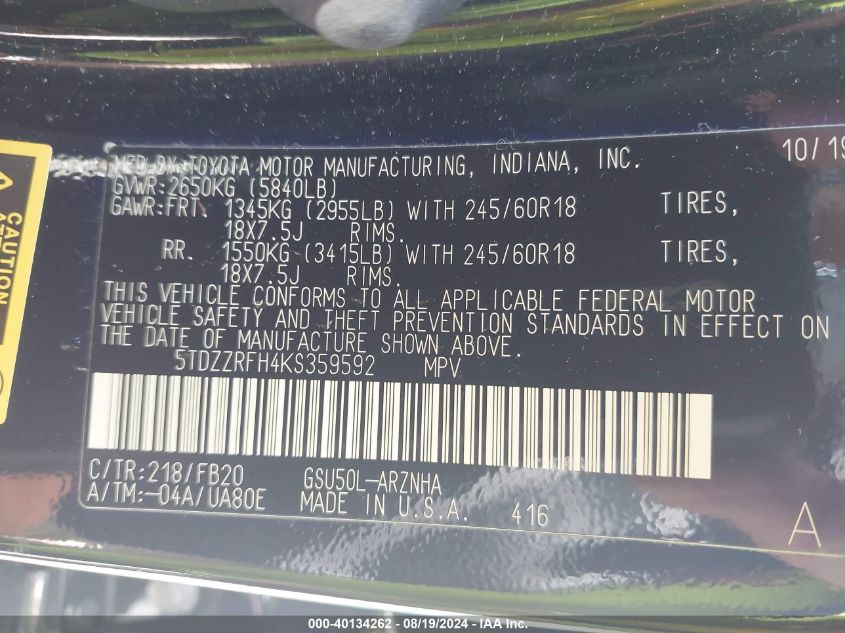 MFD.BY:TOYOTA MOTOR MANUFACTURING, INDIANA, INC. 10/19
GVWR:2650KG (5840LB)
GAWR:FRT. 1345KG (2955LB) WITH 245/60R18 TIRES,
18X7.5J RIMS.
RR. 1550KG (3415LB) WITH 245/60R18 TIRES,
18X7.5J RIMS.
THIS VEHICLE CONFORMS TO ALL APPLICABLE FEDERAL MOTOR
VEHICLE SAFETY AND THEFT PREVENTION STANDARDS IN EFFECT ON
THE DATE OF MANUFACTURE SHOWN ABOVE.
5TDZZRFH4KS359592 MPV
C/TR:218/FB20 GSU50L-ARZNHA
A/TM:-04A/UA80E MADE IN U.S.A. 416 A
CAUTION
000-40134262 - 08/19/2024 - IAA Inc.